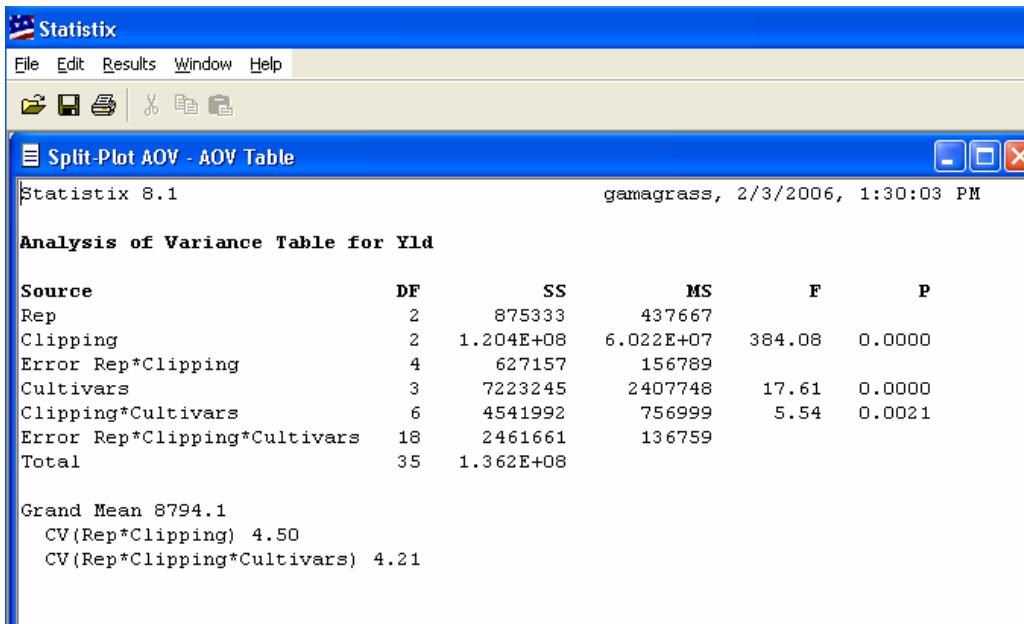 Statistix
File Edit Results Window Help
Split-Plot AOV - AOV Table
Statistix 8.1 gamagrass, 2/3/2006, 1:30:03 PM
Analysis of Variance Table for Yld
Source DF SS MS F P
Rep 2 875333 437667
Clipping 2 1.204E+08 6.022E+07 384.08 0.0000
Error Rep*Clipping 4 627157 156789
Cultivars 3 7223245 2407748 17.61 0.0000
Clipping*Cultivars 6 4541992 756999 5.54 0.0021
Error Rep*Clipping*Cultivars 18 2461661 136759
Total 35 1.362E+08
Grand Mean 8794.1
CV(Rep*Clipping) 4.50
CV(Rep*Clipping*Cultivars) 4.21